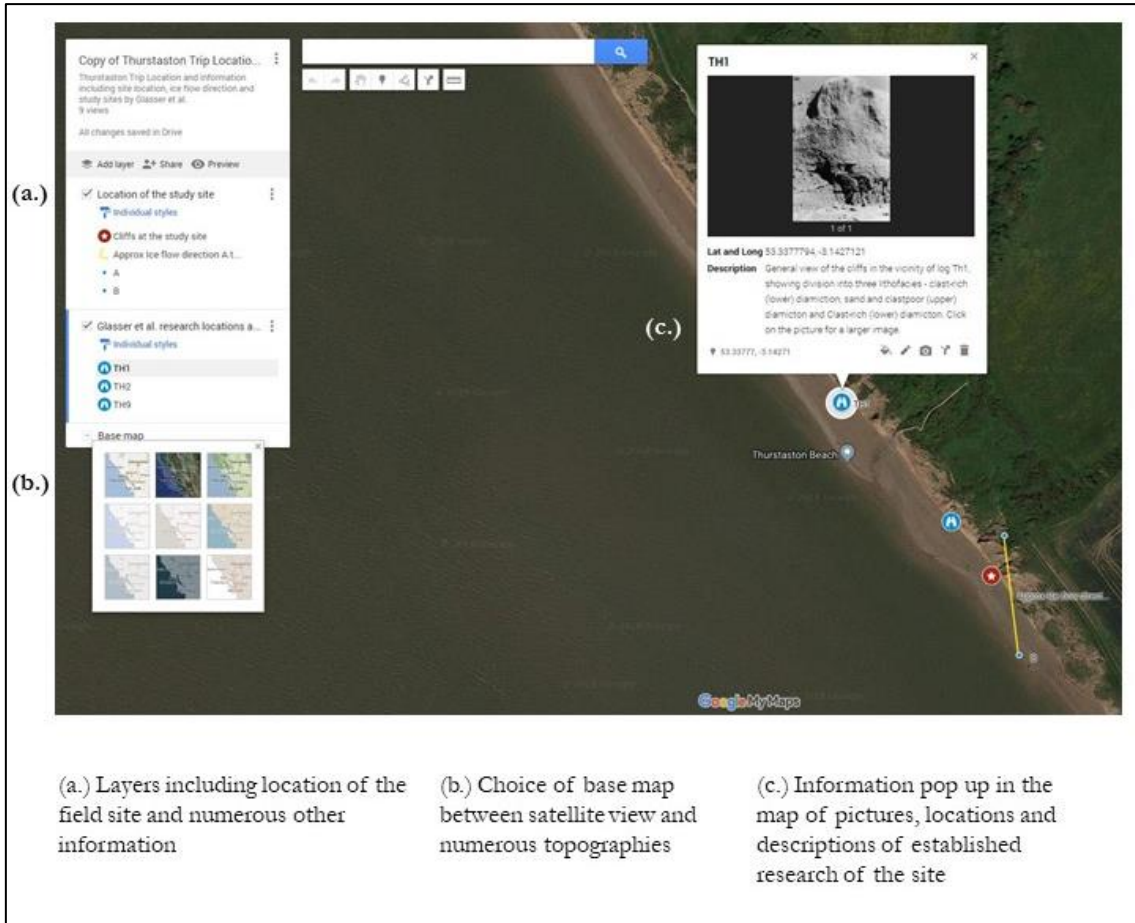 Copy of Thurstaston Trip Locatio...
Thurstaston Trip Location and information
including site location, ice flow direction and
study sites by Glasser et al.
9 views
All changes saved in Drive
Add layer Share Preview
(a.)
Location of the study site
Individual styles
Cliffs at the study site
Approx Ice flow direction A t...
A
B
Glasser et al. research locations a...
Individual styles
TH1
TH2
TH9
Base map
(b.)
TH1
1 of 1
Lat and Long 53.3377794,-3.1427121
Description General view of the cliffs in the vicinity of log Th1,
showing division into three lithofacies - clast-rich
(lower) diamiction, sand and clastpoor (upper)
diamicton and Clast-rich (lower) diamicton. Click
on the picture for a larger image.
(c.)
53.33777, -3.14271
TH1
Thurstaston Beach
Approx Ice flow direct...
B
Google My Maps
(a.) Layers including location of the
field site and numerous other
information
(b.) Choice of base map
between satellite view and
numerous topographies
(c.) Information pop up in the
map of pictures, locations and
descriptions of established
research of the site